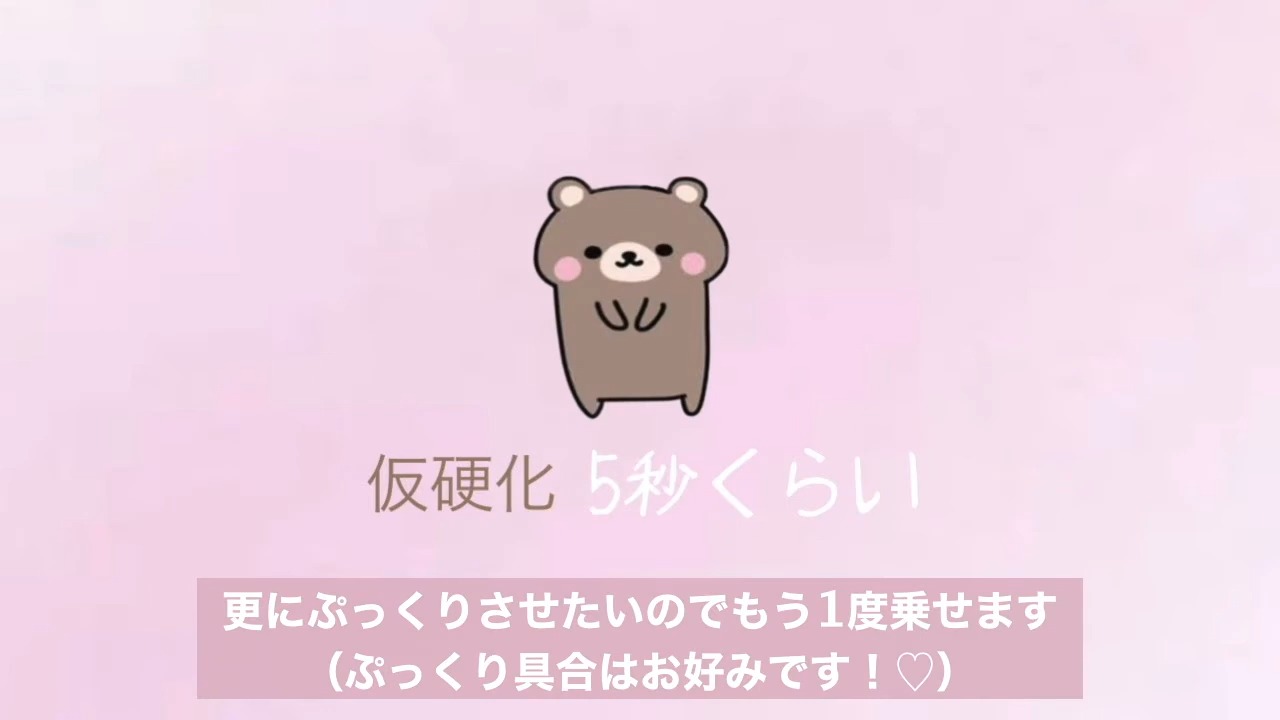 仮硬化 5秒くらい
更にぷっくりさせたいのでもう1度乗せます
（ぷっくり具合はお好みです！♡）